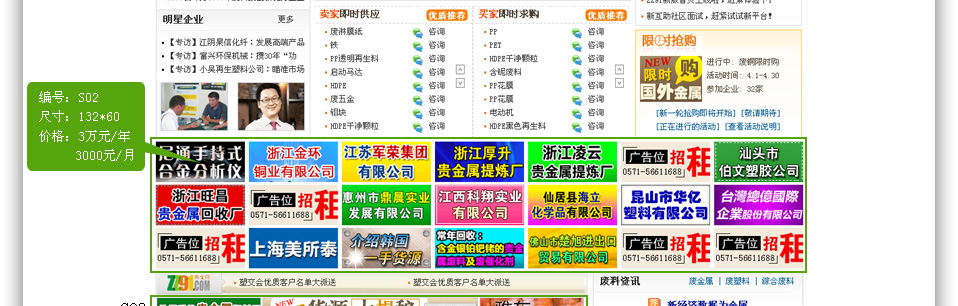 明星企业 更多
【专访】江阴昊信化纤：发展高端产品
【专访】富兴环保机械：攒30年“功
【专访】小吴再生塑料公司：瞄准市场
卖家即时供应 优质推荐
废淋膜纸 咨询
铁 咨询
PP透明再生料 咨询
启动马达 咨询
HDPE 咨询
废五金 咨询
铝块 咨询
HDPE干净颗粒 咨询
买家即时求购 优质推荐
PP 咨询
PET 咨询
HDPE干净颗粒 咨询
含铌废料 咨询
PP花膜 咨询
PP花膜 咨询
电动机 咨询
HDPE黑色再生料 咨询
新互助社区面试，赶紧试试新平台！
限时抢购
NEW
限时购
国外金属
进行中：废铜限时购
活动时间：4.1-4.30
参加企业：32家
[新一轮抢购即将开始] [敬请期待]
[正在进行的活动] [查看活动说明]
编号：S02
尺寸：132*60
价格：3万元/年
3000元/月
尼通手持式
合金分析仪
浙江金环
铜业有限公司
江苏军荣集团
有限公司
浙江厚升
贵金属提炼厂
浙江凌云
贵金属提炼厂
广告位招租
0571-56611688
汕头市
伯文塑胶公司
浙江旺昌
贵金属回收厂
广告位招租
0571-56611688
惠州市鼎晨实业
发展有限公司
江西科翔实业
有限公司
仙居县海立
化学品有限公司
昆山市华亿
塑料有限公司
台灣總億國際
企業股份有限公司
广告位招租
0571-56611688
上海美所泰
介绍韩国
一手货源
常年回收：
含金银铂钯铑的贵金
属废料及废催化剂
佛山市楚旭进出口
贸易有限公司
广告位招租
0571-56611688
广告位招租
0571-56611688
Z291.COM
塑交会优质客户名单大派送
塑交会优质客户名单大派送
废料资讯 废金属 | 废塑料 | 综合废料